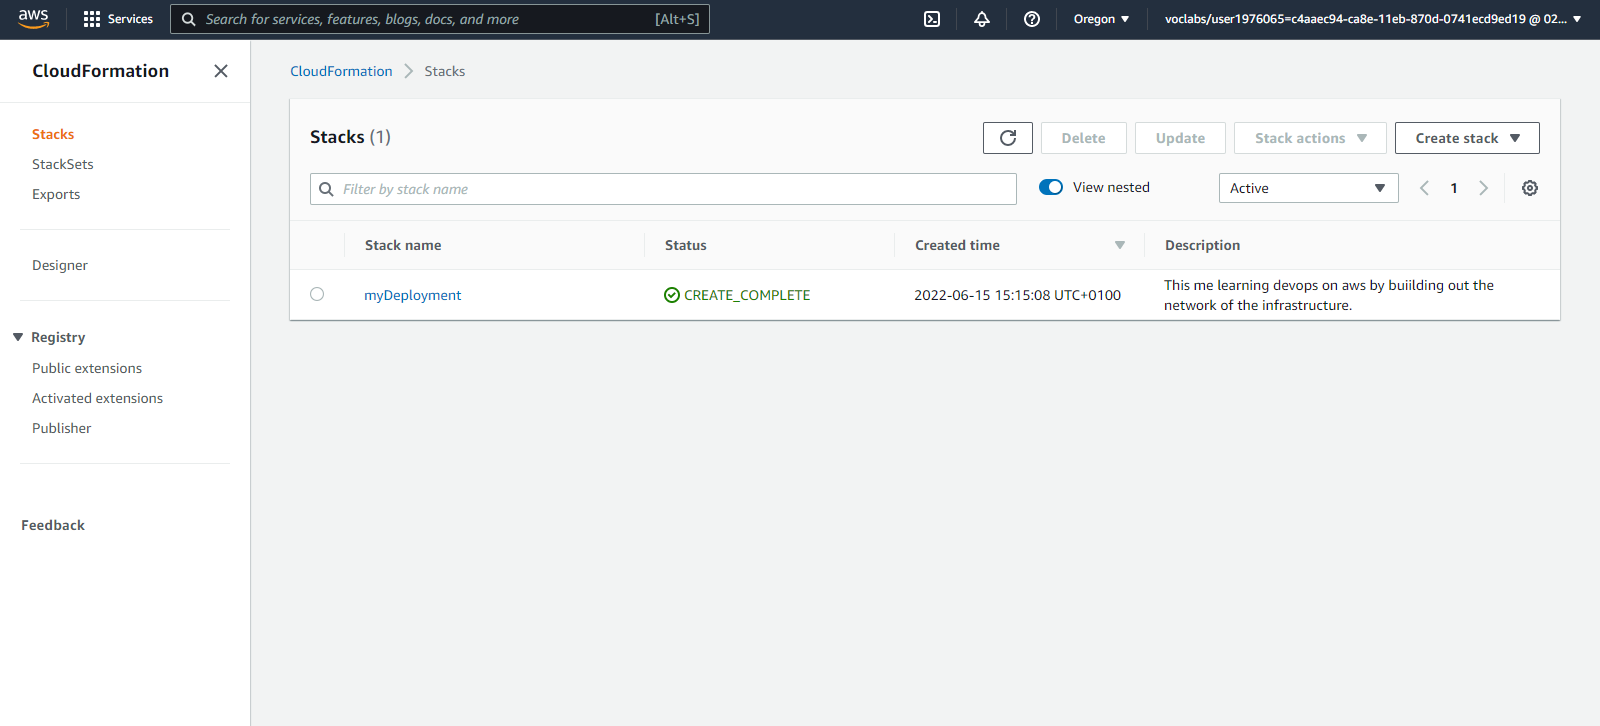 aws
Services
Search for services, features, blogs, docs, and more
[Alt+S]
Oregon
voclabs/user1976065=c4aaec94-ca8e-11eb-870d-0741ecd9ed19 @ 02...
CloudFormation
Stacks
StackSets
Exports
Designer
Registry
Public extensions
Activated extensions
Publisher
Feedback
CloudFormation
Stacks
Stacks (1)
Delete
Update
Stack actions
Create stack
Filter by stack name
View nested
Active
1
Stack name
Status
Created time
Description
myDeployment
CREATE_COMPLETE
2022-06-15 15:15:08 UTC+0100
This me learning devops on aws by buiilding out the
network of the infrastructure.